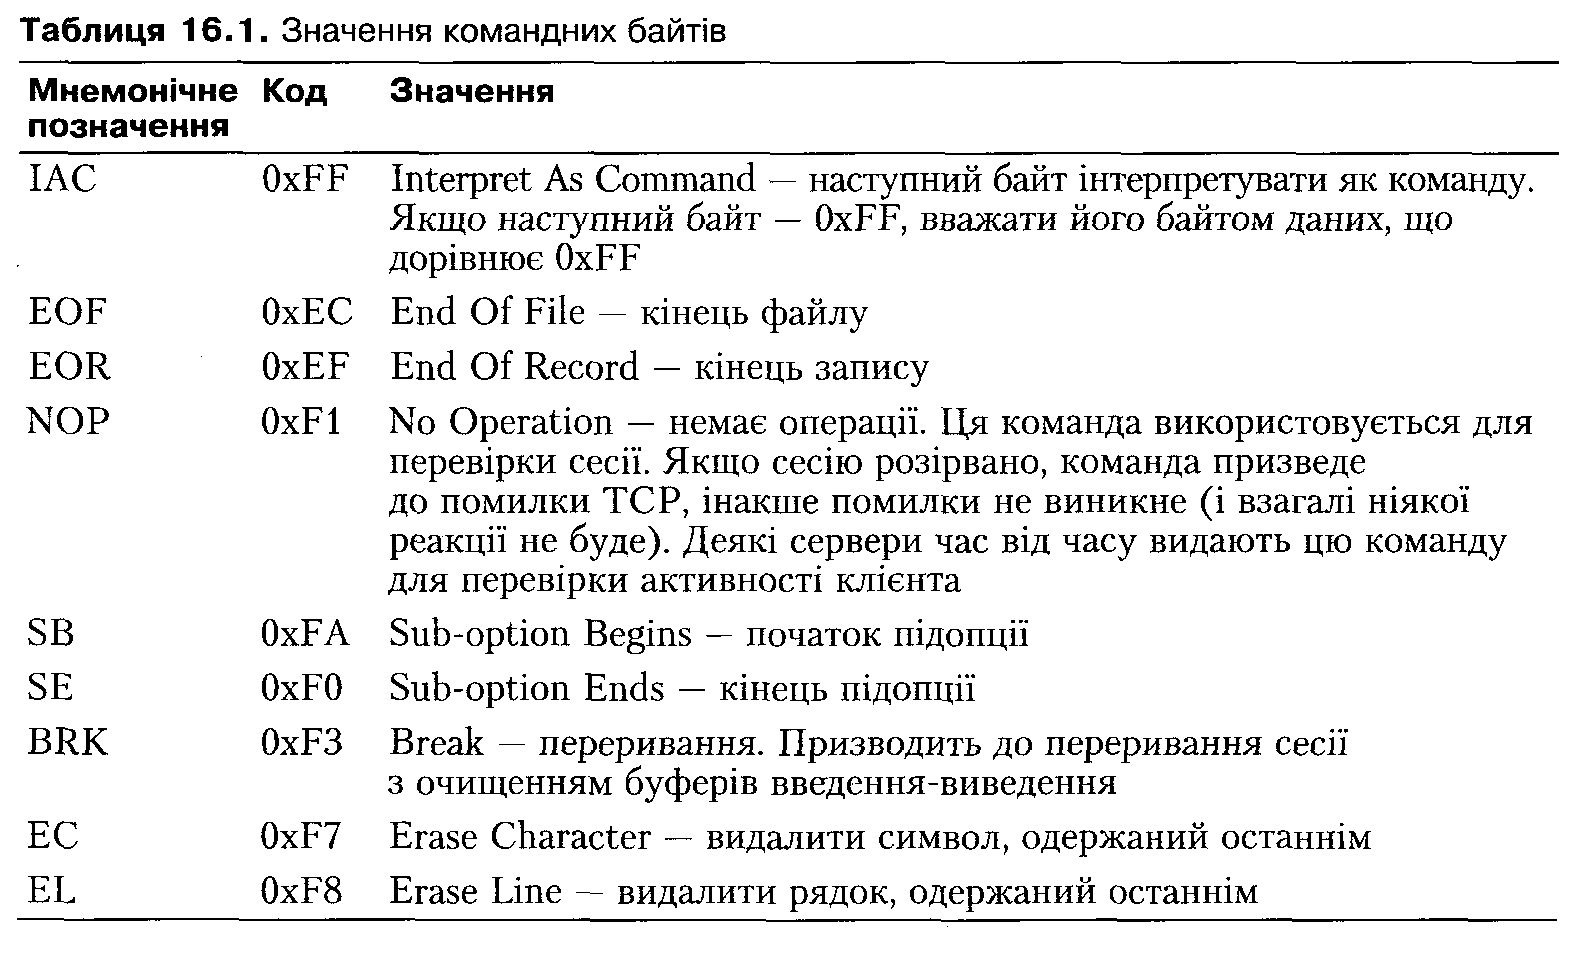 Таблиця 16.1. Значення командних байтів
Мнемонічне позначення Код Значення
IAC 0xFF Interpret As Command — наступний байт інтерпретувати як команду.
Якщо наступний байт — 0xFF, вважати його байтом даних, що
дорівнює 0xFF
EOF 0xEC End Of File — кінець файлу
EOR 0xEF End Of Record — кінець запису
NOP 0xF1 No Operation — немає операції. Ця команда використовується для
перевірки сесії. Якщо сесію розірвано, команда призведе
до помилки TCP, інакше помилки не виникне (і взагалі ніякої
реакції не буде). Деякі сервери час від часу видають цю команду
для перевірки активності клієнта
SB 0xFA Sub-option Begins — початок підопції
SE 0xF0 Sub-option Ends — кінець підопції
BRK 0xF3 Break — переривання. Призводить до переривання сесії
з очищенням буферів введення-виведення
EC 0xF7 Erase Character — видалити символ, одержаний останнім
EL 0xF8 Erase Line — видалити рядок, одержаний останнім